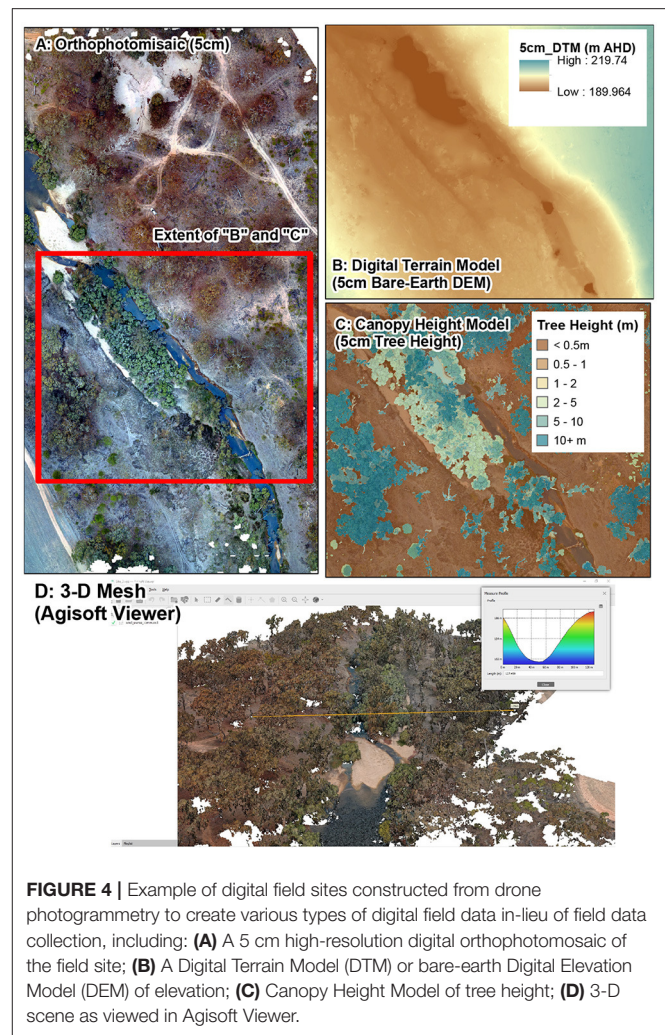 A: Orthophotomisaic (5cm)
Extent of "B" and "C"
5cm_DTM (m AHD)
High : 219.74
Low : 189.964
B: Digital Terrain Model
(5cm Bare-Earth DEM)
C: Canopy Height Model
(5cm Tree Height)
Tree Height (m)
< 0.5m
0.5 - 1
1 - 2
2 - 5
5 - 10
10+ m
D: 3-D Mesh
(Agisoft Viewer)
Tools Help
Measure Profile
Profile
Close
Layers Model
FIGURE 4 | Example of digital field sites constructed from drone
photogrammetry to create various types of digital field data in-lieu of field data
collection, including: (A) A 5 cm high-resolution digital orthophotomosaic of
the field site; (B) A Digital Terrain Model (DTM) or bare-earth Digital Elevation
Model (DEM) of elevation; (C) Canopy Height Model of tree height; (D) 3-D
scene as viewed in Agisoft Viewer.